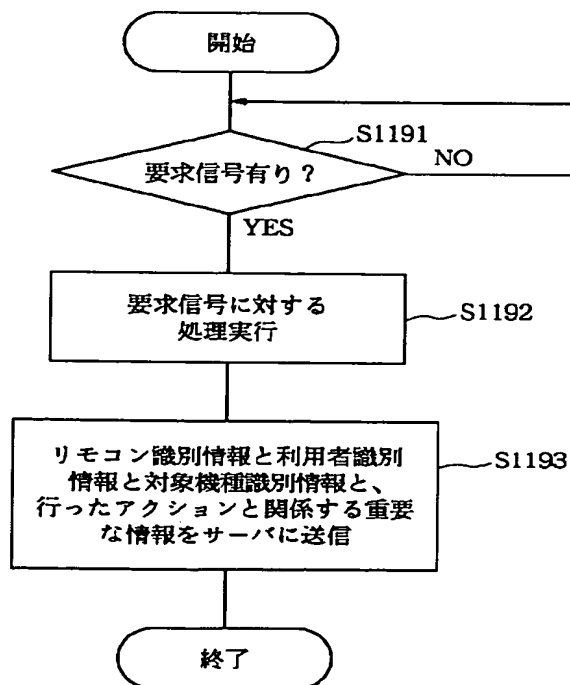 開始
S1191
要求信号有り？
NO
YES
要求信号に対する
処理実行
S1192
リモコン識別情報と利用者識別
情報と対象機種識別情報と、
行ったアクションと関係する重要
な情報をサーバに送信
S1193
終了